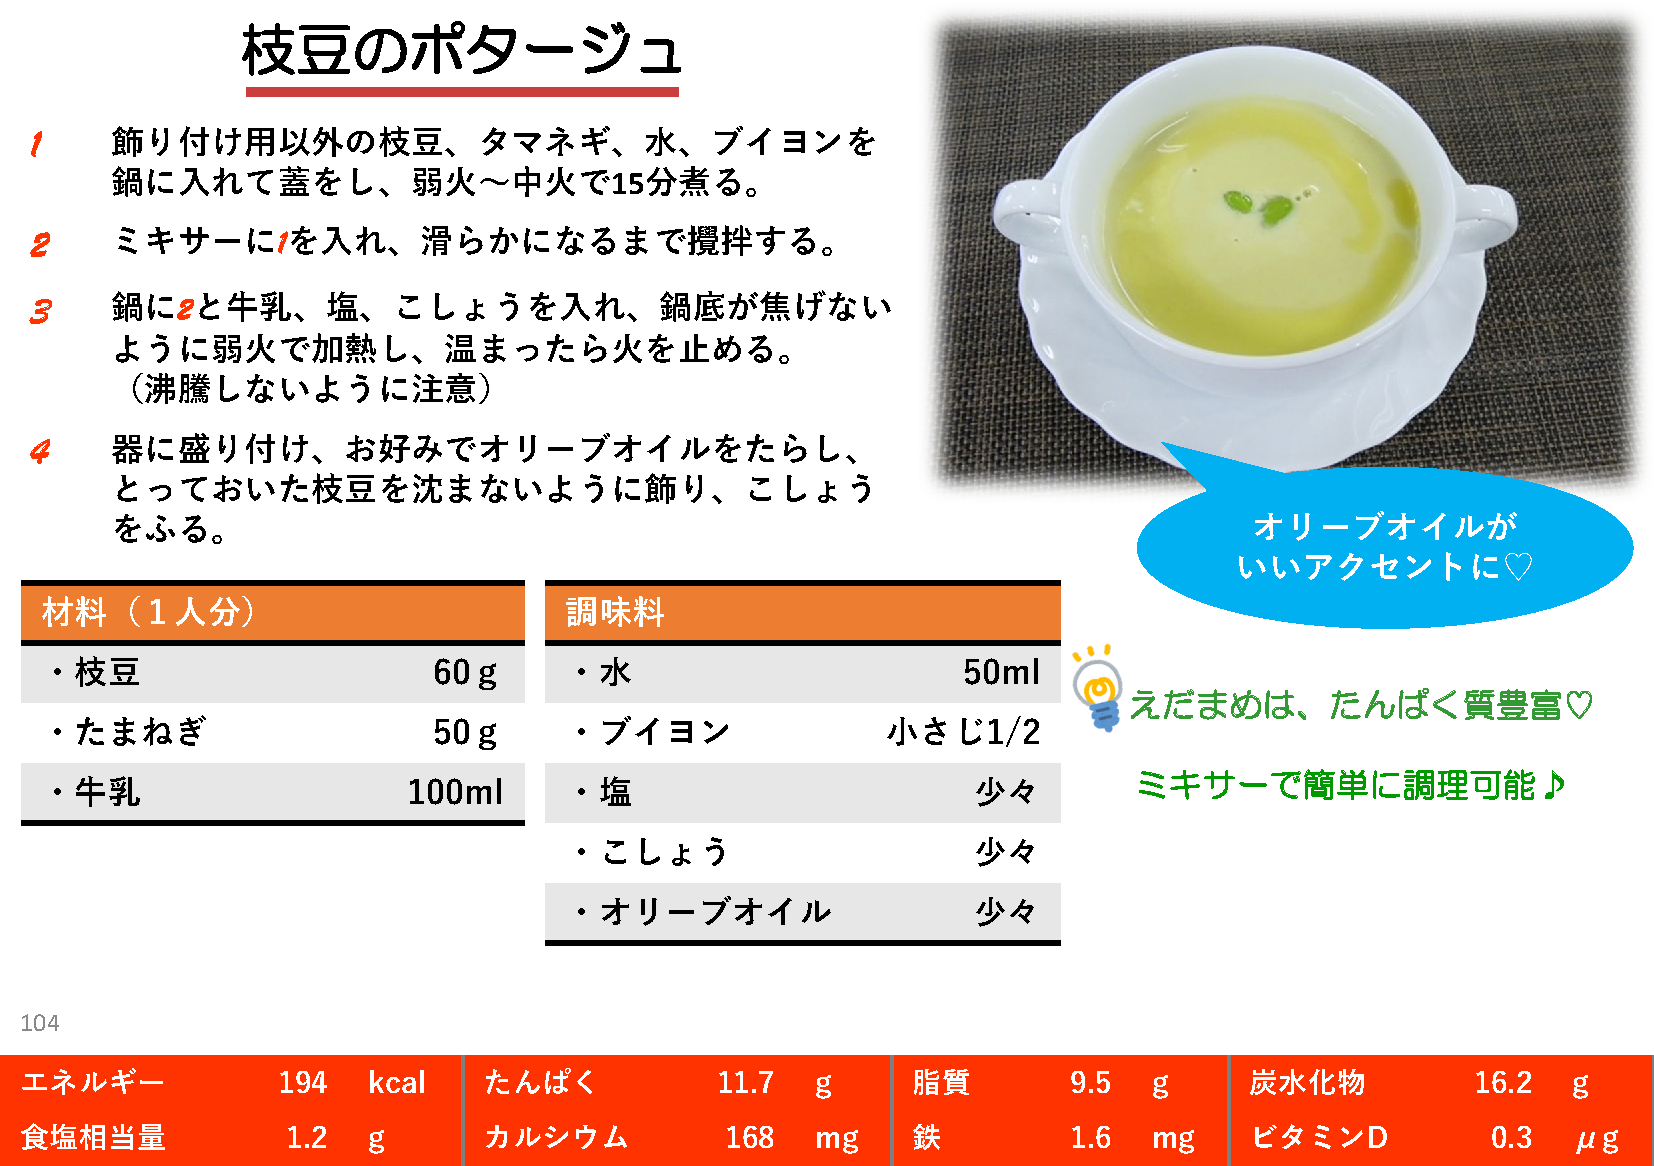 枝豆のポタージュ
1 飾り付け用以外の枝豆、タマネギ、水、ブイヨンを
鍋に入れて蓋をし、弱火～中火で15分煮る。
2 ミキサーに1を入れ、滑らかになるまで攪拌する。
3 鍋に2と牛乳、塩、こしょうを入れ、鍋底が焦げない
ように弱火で加熱し、温まったら火を止める。
（沸騰しないように注意）
4 器に盛り付け、お好みでオリーブオイルをたらし、
とっておいた枝豆を沈まないように飾り、こしょう
をふる。
オリーブオイルが
いいアクセントに♡
材料（１人分）
・枝豆 60ｇ
・たまねぎ 50ｇ
・牛乳 100ml
調味料
・水 50ml
・ブイヨン 小さじ1/2
・塩 少々
・こしょう 少々
・オリーブオイル 少々
えだまめは、たんぱく質豊富♡
ミキサーで簡単に調理可能♪
104
エネルギー 194 kcal たんぱく 11.7 g 脂質 9.5 g 炭水化物 16.2 g
食塩相当量 1.2 g カルシウム 168 mg 鉄 1.6 mg ビタミンD 0.3 μg